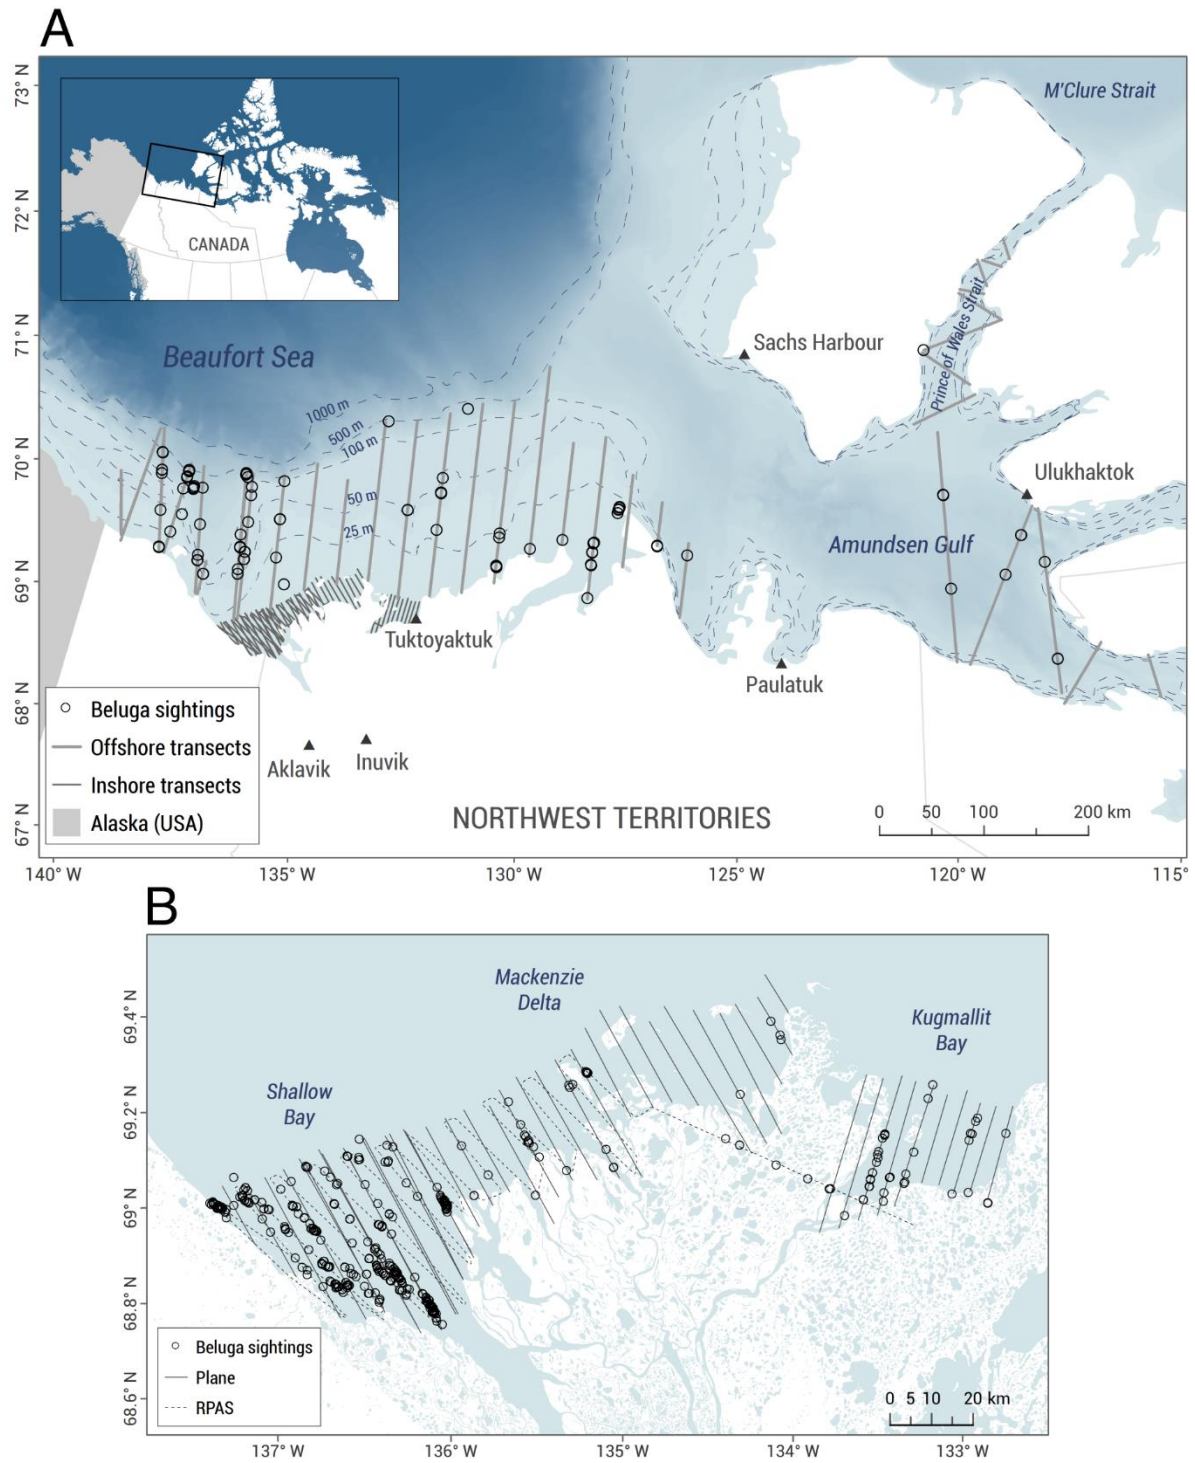 A
73° N
72° N
71° N
70° N
69° N
68° N
67° N
CANADA
M'Clure Strait
Beaufort Sea
Sachs Harbour
Prince of Wales Strait
1000 m
500 m
100 m
50 m
25 m
Ulukhaktok
Amundsen Gulf
Tuktoyaktuk
Paulatuk
Beluga sightings
Offshore transects
Inshore transects
Alaska (USA)
Aklavik
Inuvik
NORTHWEST TERRITORIES
0 50 100 200 km
140° W 135° W 130° W 125° W 120° W 115°
B
69.4° N
69.2° N
69° N
68.8° N
68.6° N
Mackenzie
Delta
Kugmallit
Bay
Shallow
Bay
Beluga sightings
Plane
RPAS
0 5 10 20 km
137° W 136° W 135° W 134° W 133° W